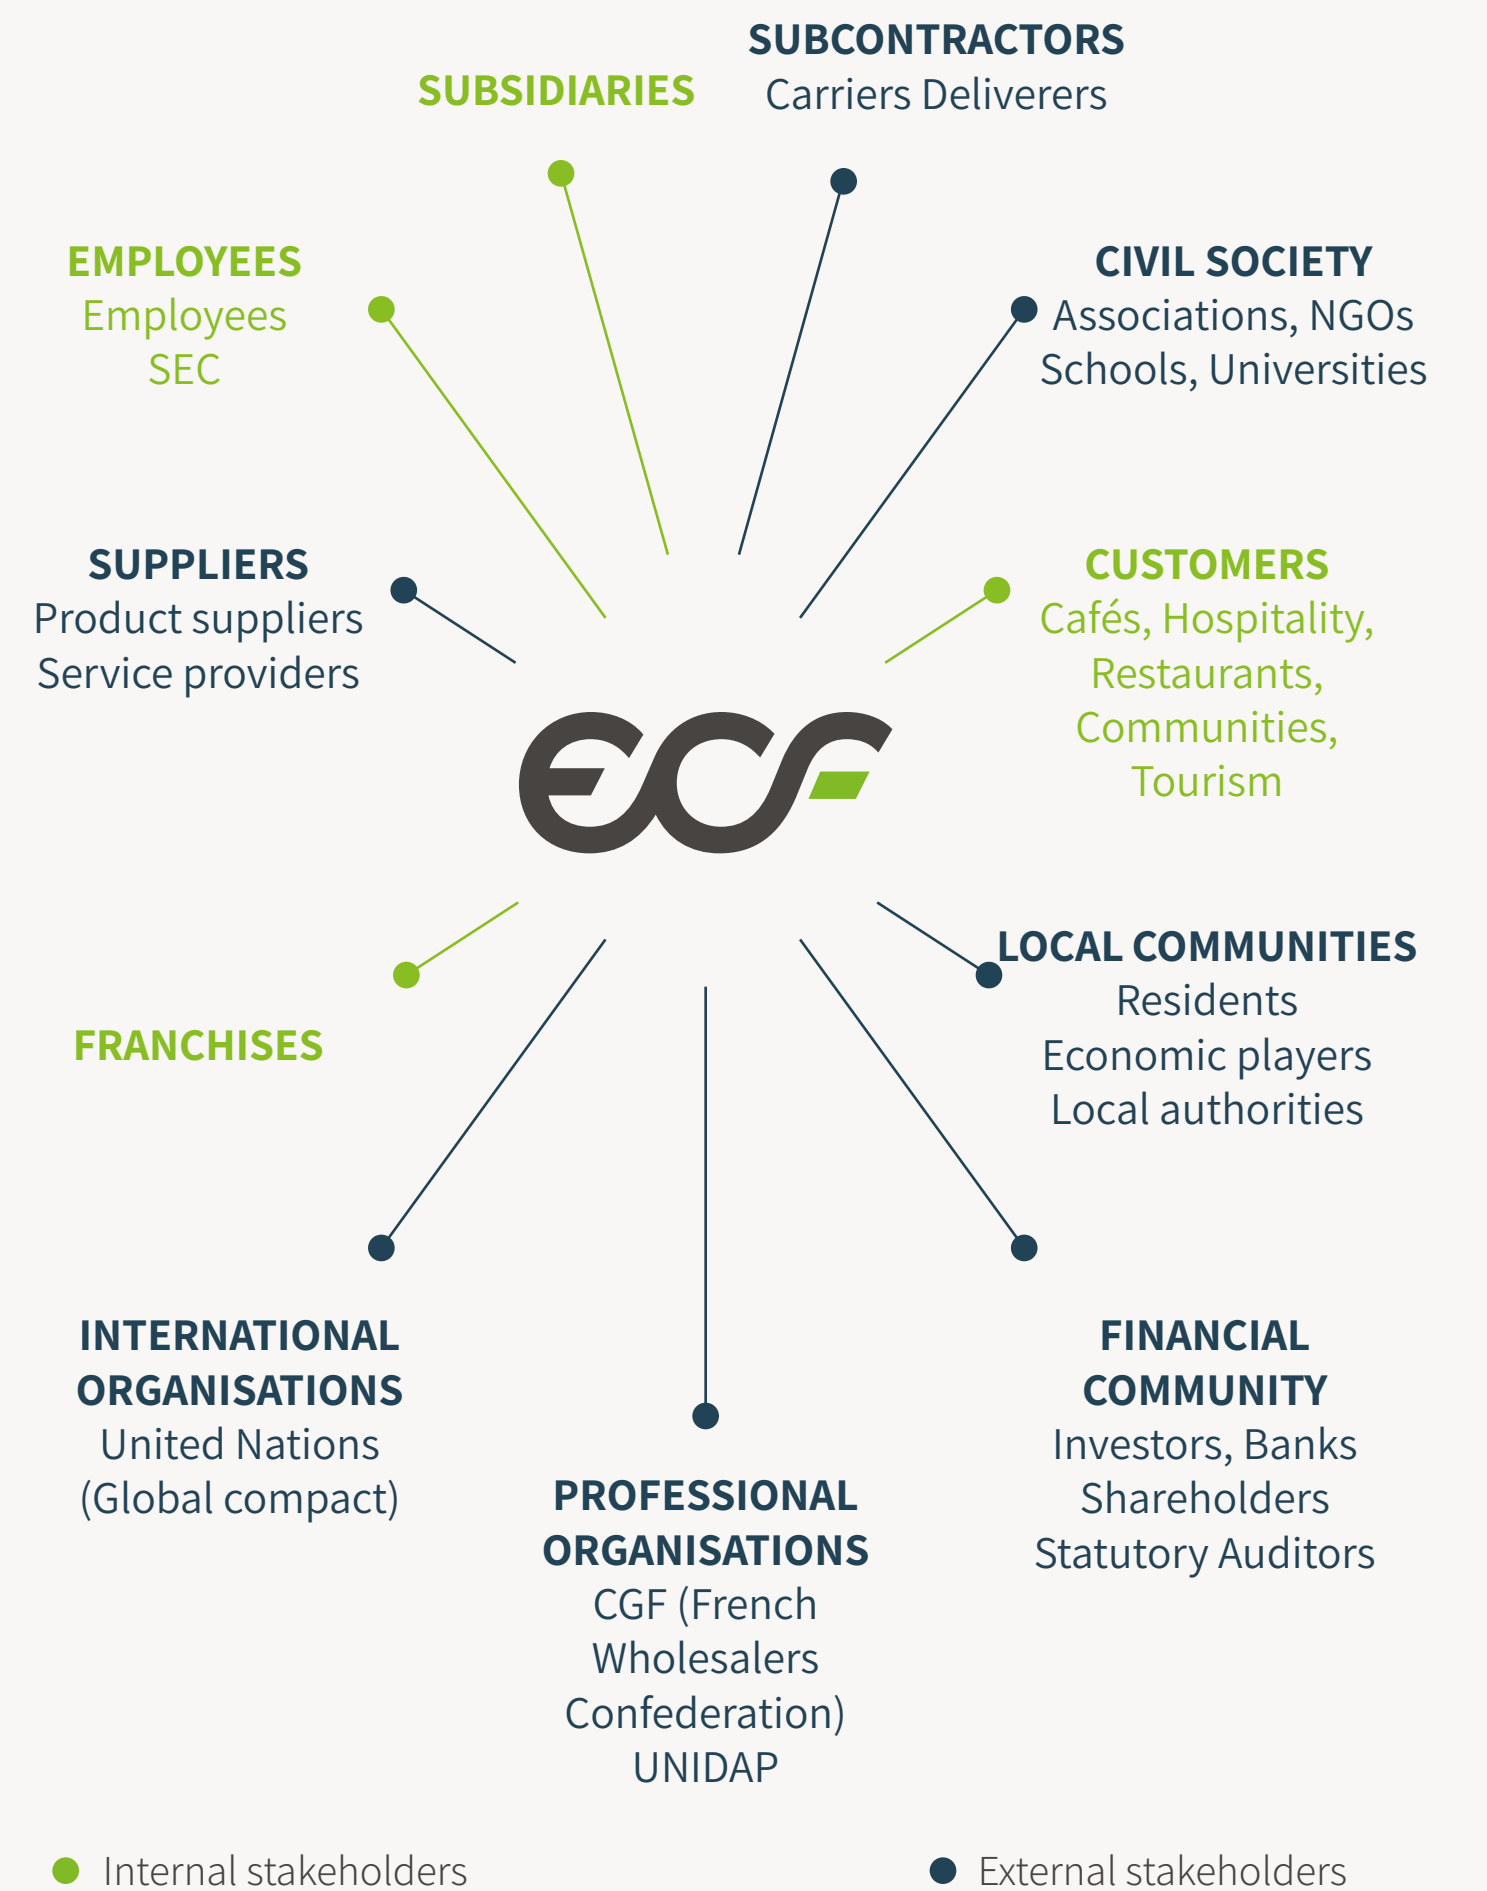 SUBCONTRACTORS
Carriers Deliverers
SUBSIDIARIES
EMPLOYEES
Employees
SEC
CIVIL SOCIETY
Associations, NGOs
Schools, Universities
SUPPLIERS
Product suppliers
Service providers
CUSTOMERS
Cafés, Hospitality,
Restaurants,
Communities,
Tourism
ECF
FRANCHISES
LOCAL COMMUNITIES
Residents
Economic players
Local authorities
INTERNATIONAL
ORGANISATIONS
United Nations
(Global compact)
PROFESSIONAL
ORGANISATIONS
CGF (French
Wholesalers
Confederation)
UNIDAP
FINANCIAL
COMMUNITY
Investors, Banks
Shareholders
Statutory Auditors
Internal stakeholders
External stakeholders